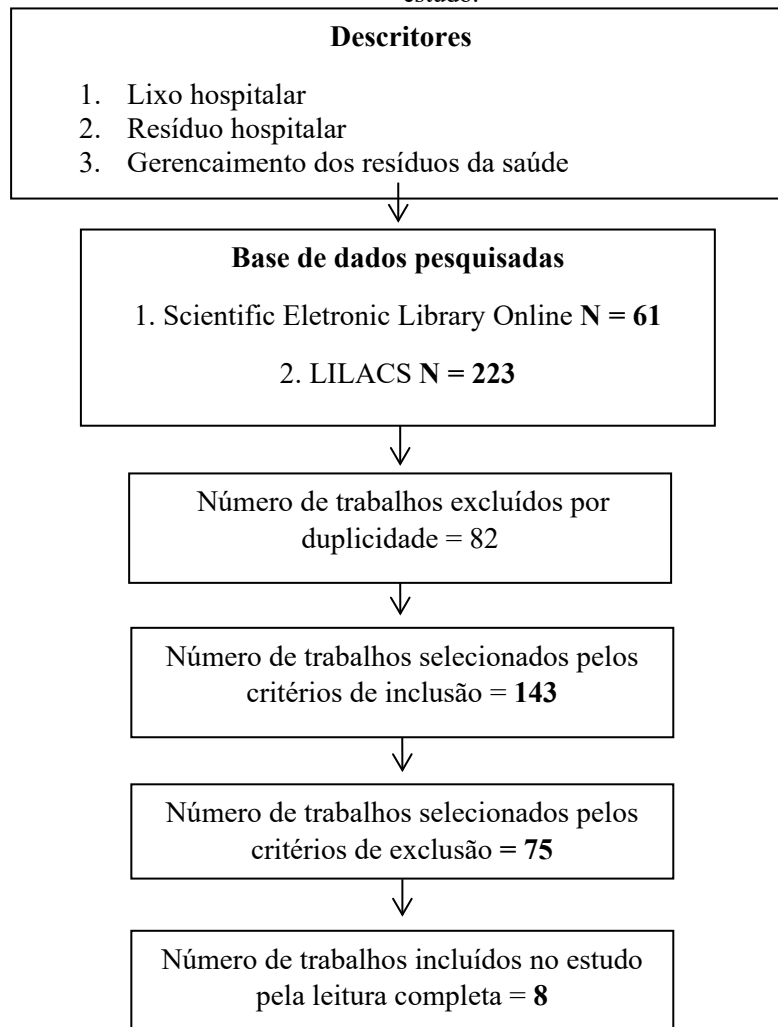 estudo.
Descritores
1. Lixo hospitalar
2. Resíduo hospitalar
3. Gerencaimento dos resíduos da saúde
Base de dados pesquisadas
1. Scientific Eletronic Library Online N = 61
2. LILACS N = 223
Número de trabalhos excluídos por
duplicidade = 82
Número de trabalhos selecionados pelos
critérios de inclusão = 143
Número de trabalhos selecionados pelos
critérios de exclusão = 75
Número de trabalhos incluídos no estudo
pela leitura completa = 8